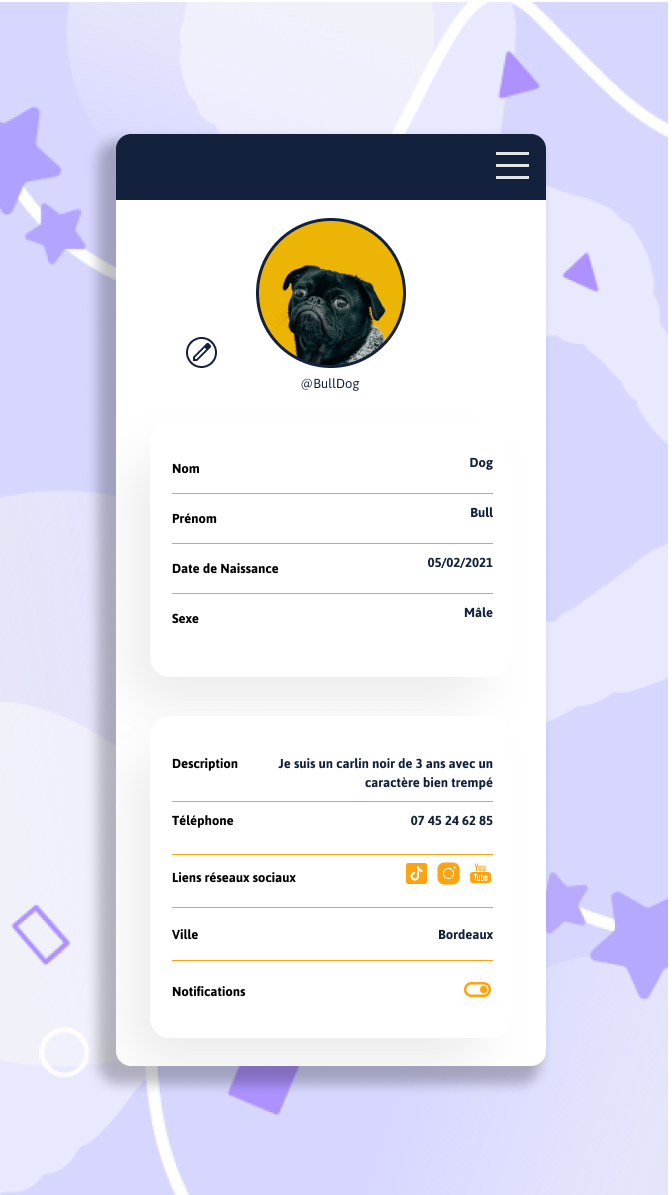 @BullDog
Nom Dog
Prénom Bull
Date de Naissance 05/02/2021
Sexe Mâle
Description Je suis un carlin noir de 3 ans avec un
caractère bien trempé
Téléphone 07 45 24 62 85
Liens réseaux sociaux You
Tube
Ville Bordeaux
Notifications